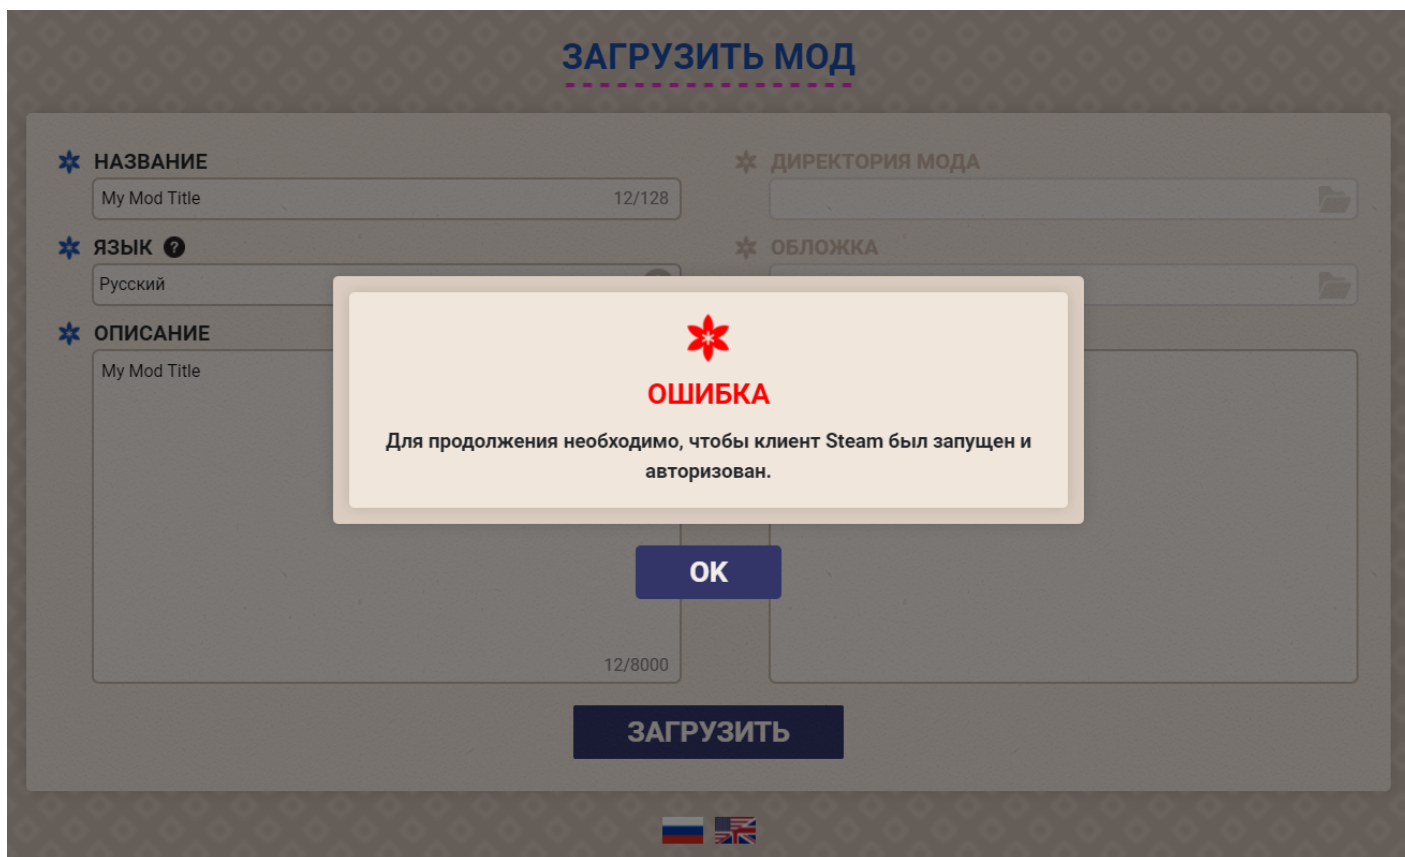 ЗАГРУЗИТЬ МОД
НАЗВАНИЕ
My Mod Title
12/128
ДИРЕКТОРИЯ МОДА
ЯЗЫК ?
Русский
ОБЛОЖКА
ОПИСАНИЕ
My Mod Title
12/8000
ОШИБКА
Для продолжения необходимо, чтобы клиент Steam был запущен и
авторизован.
OK
ЗАГРУЗИТЬ